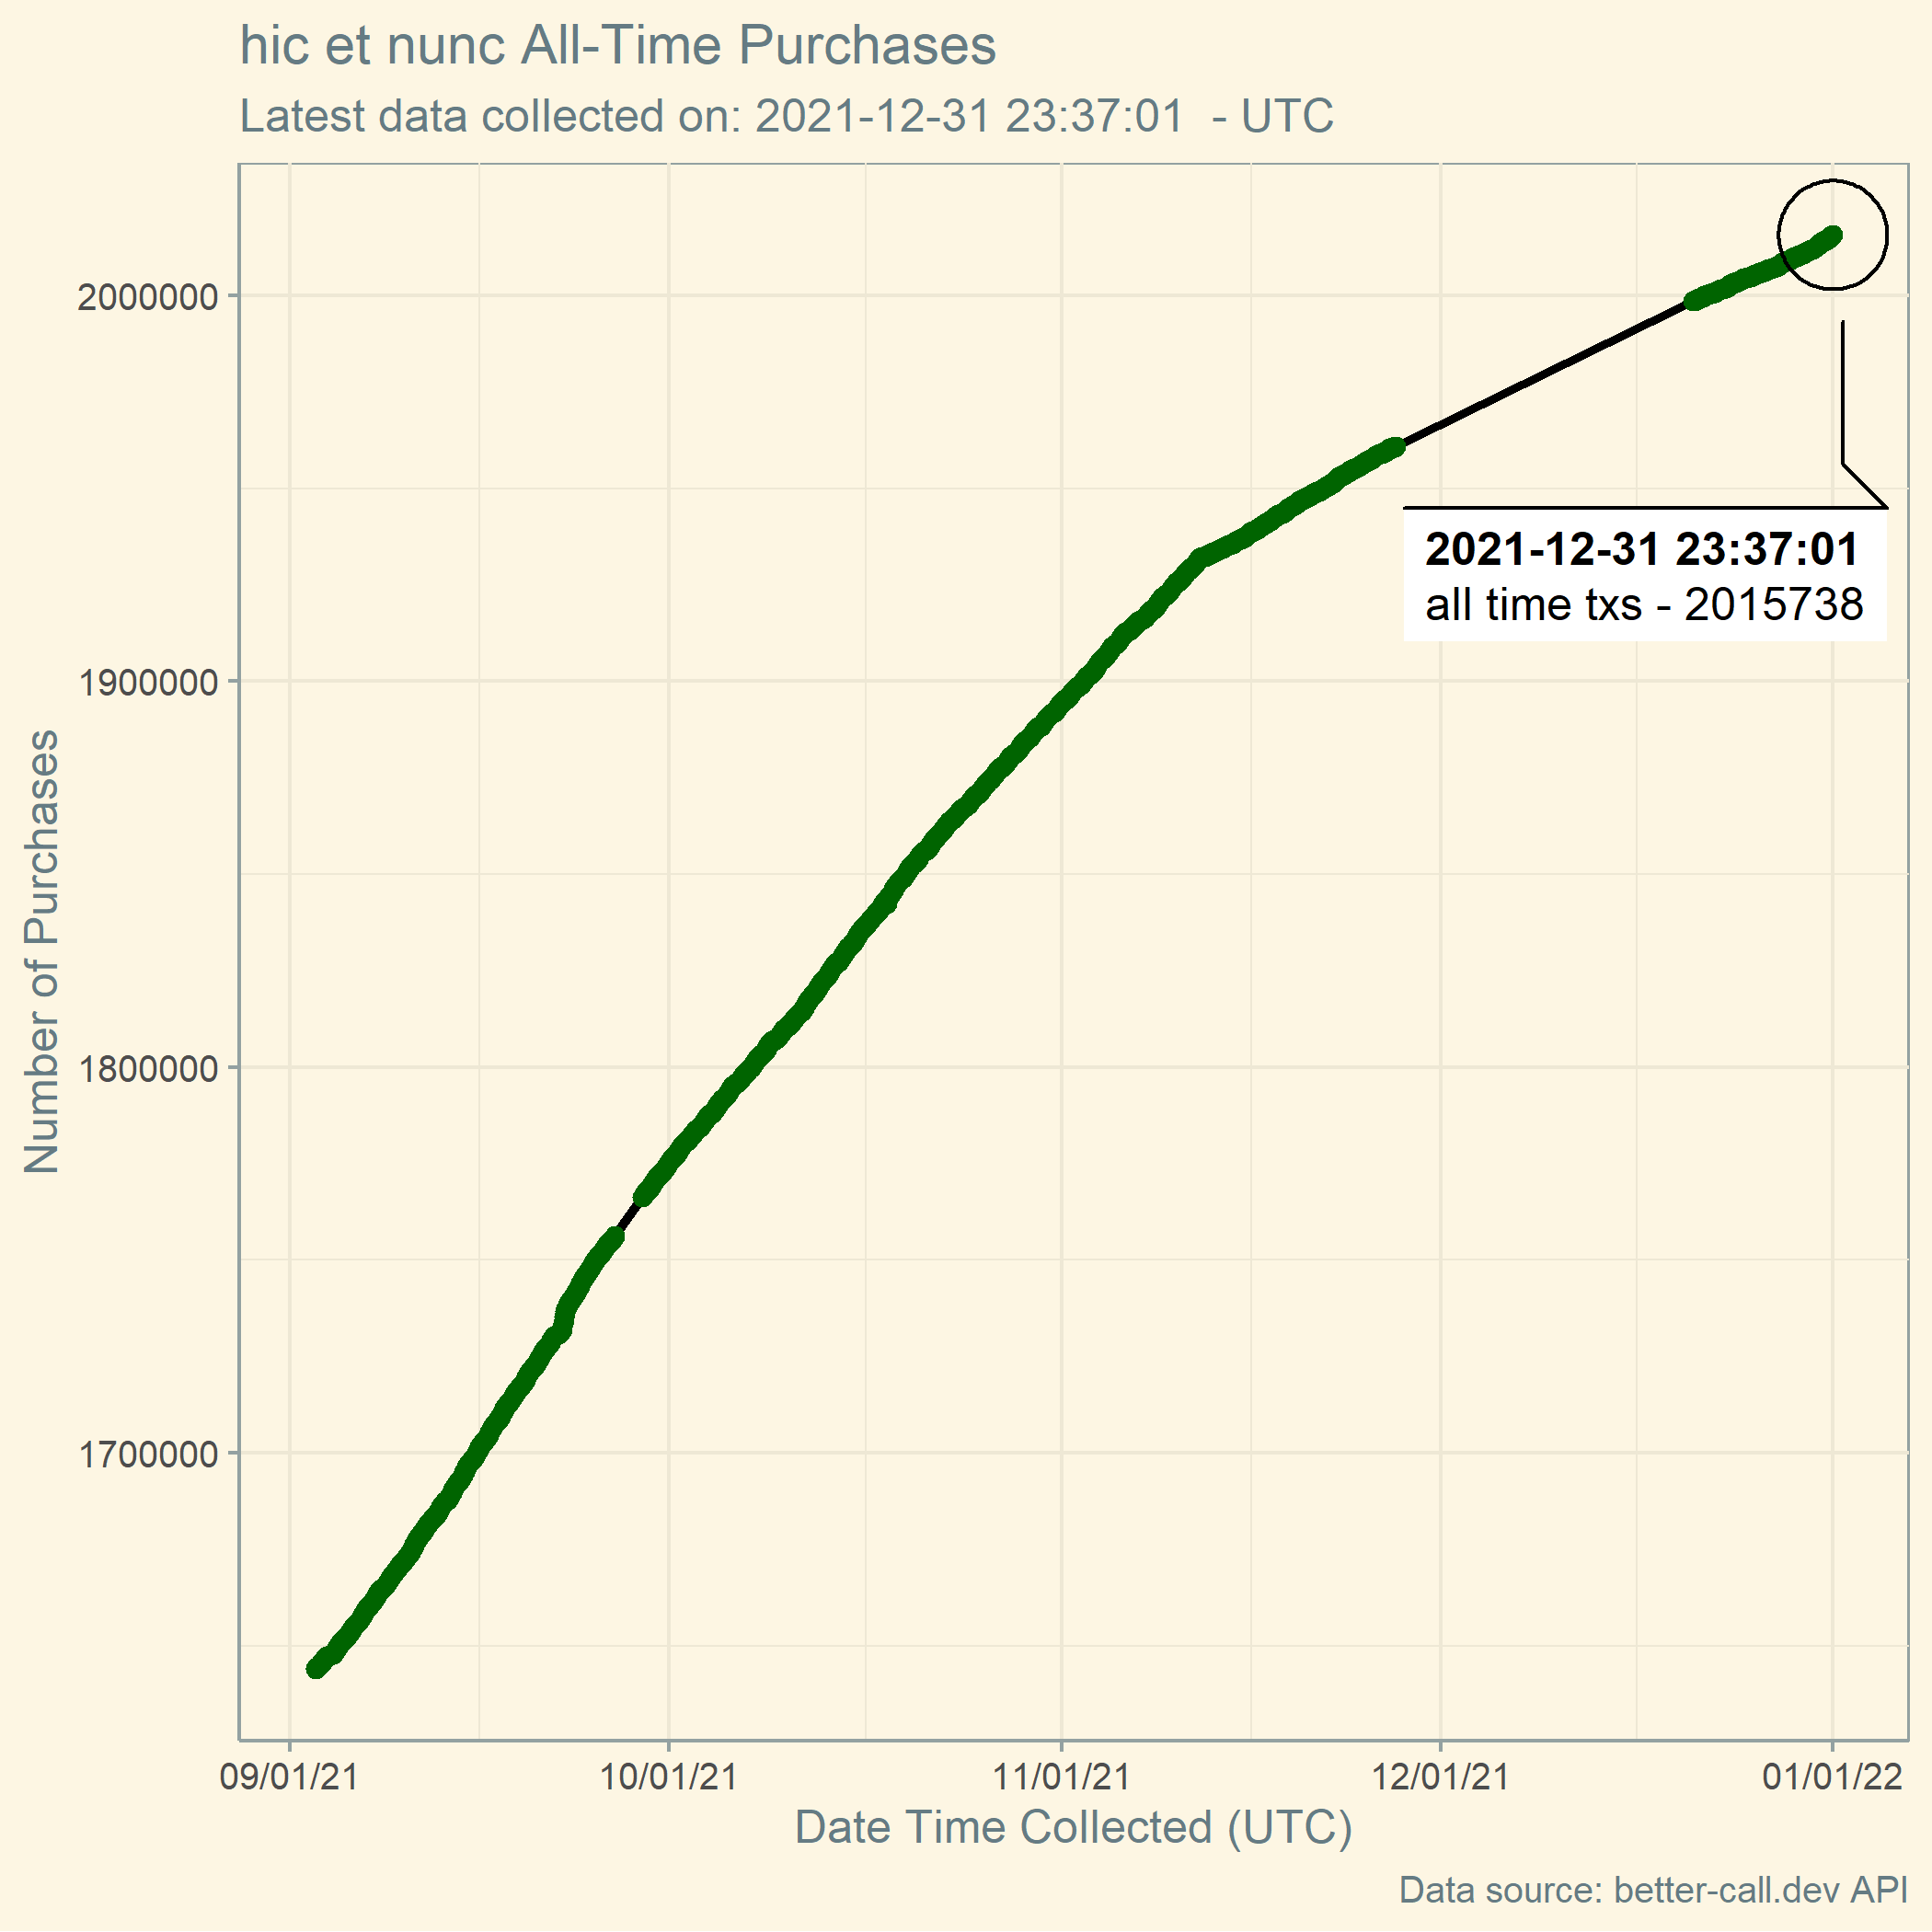 hic et nunc All-Time Purchases
Latest data collected on: 2021-12-31 23:37:01  - UTC
2000000
1900000
1800000
1700000
Number of Purchases
2021-12-31 23:37:01
all time txs - 2015738
09/01/21 10/01/21 11/01/21 12/01/21 01/01/22
Date Time Collected (UTC)
Data source: better-call.dev API